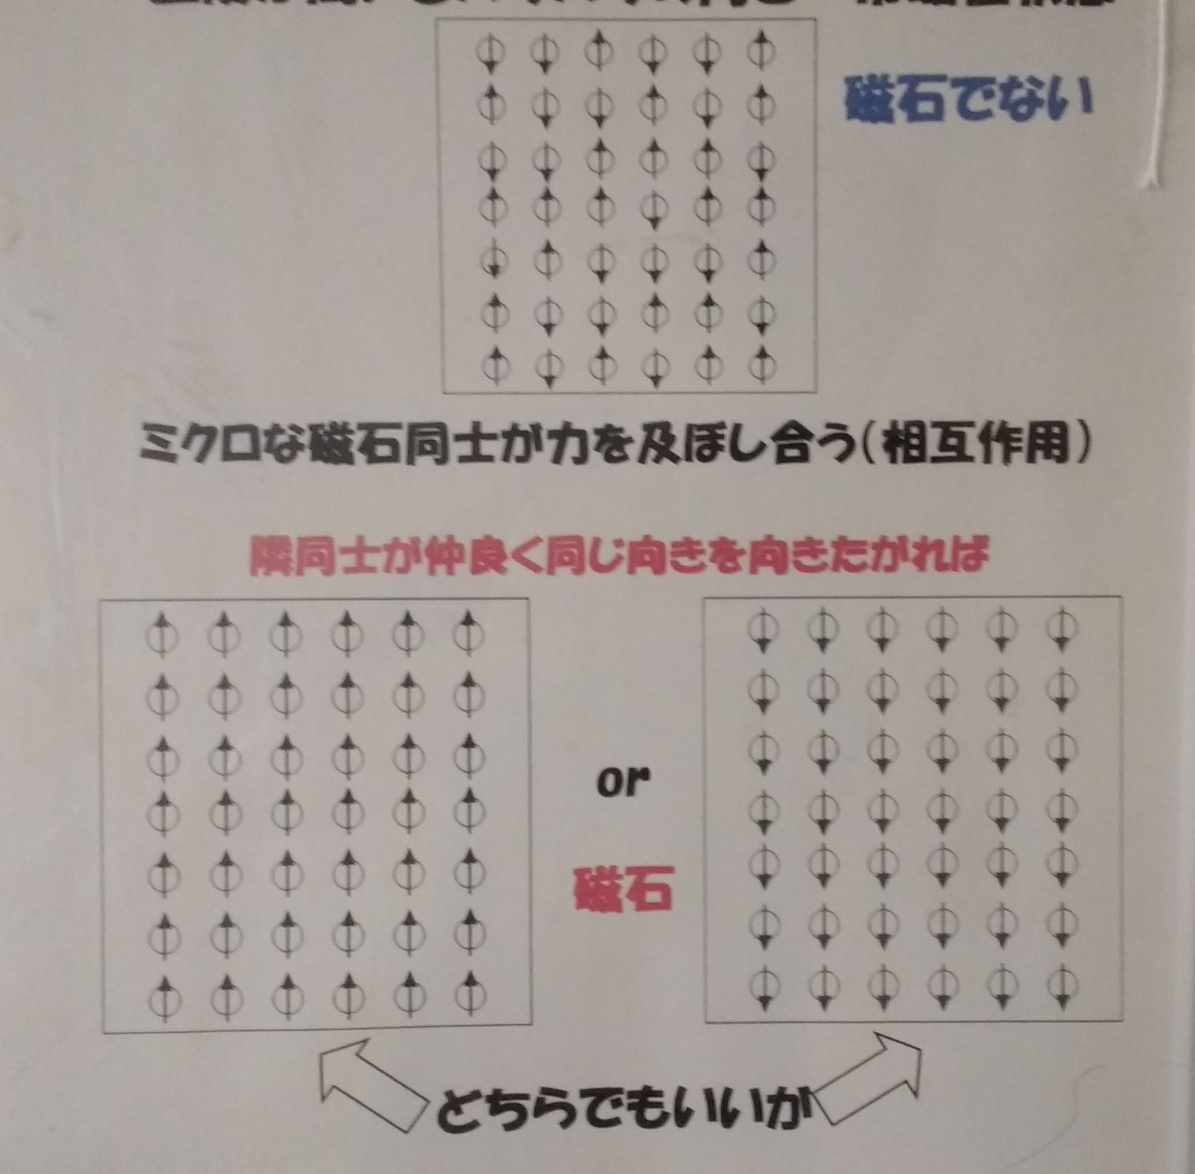 磁石でない
ミクロな磁石同士が力を及ぼし合う(相互作用)
隣同士が仲良く同じ向きを向きたがれば
or
磁石
どちらでもいいが